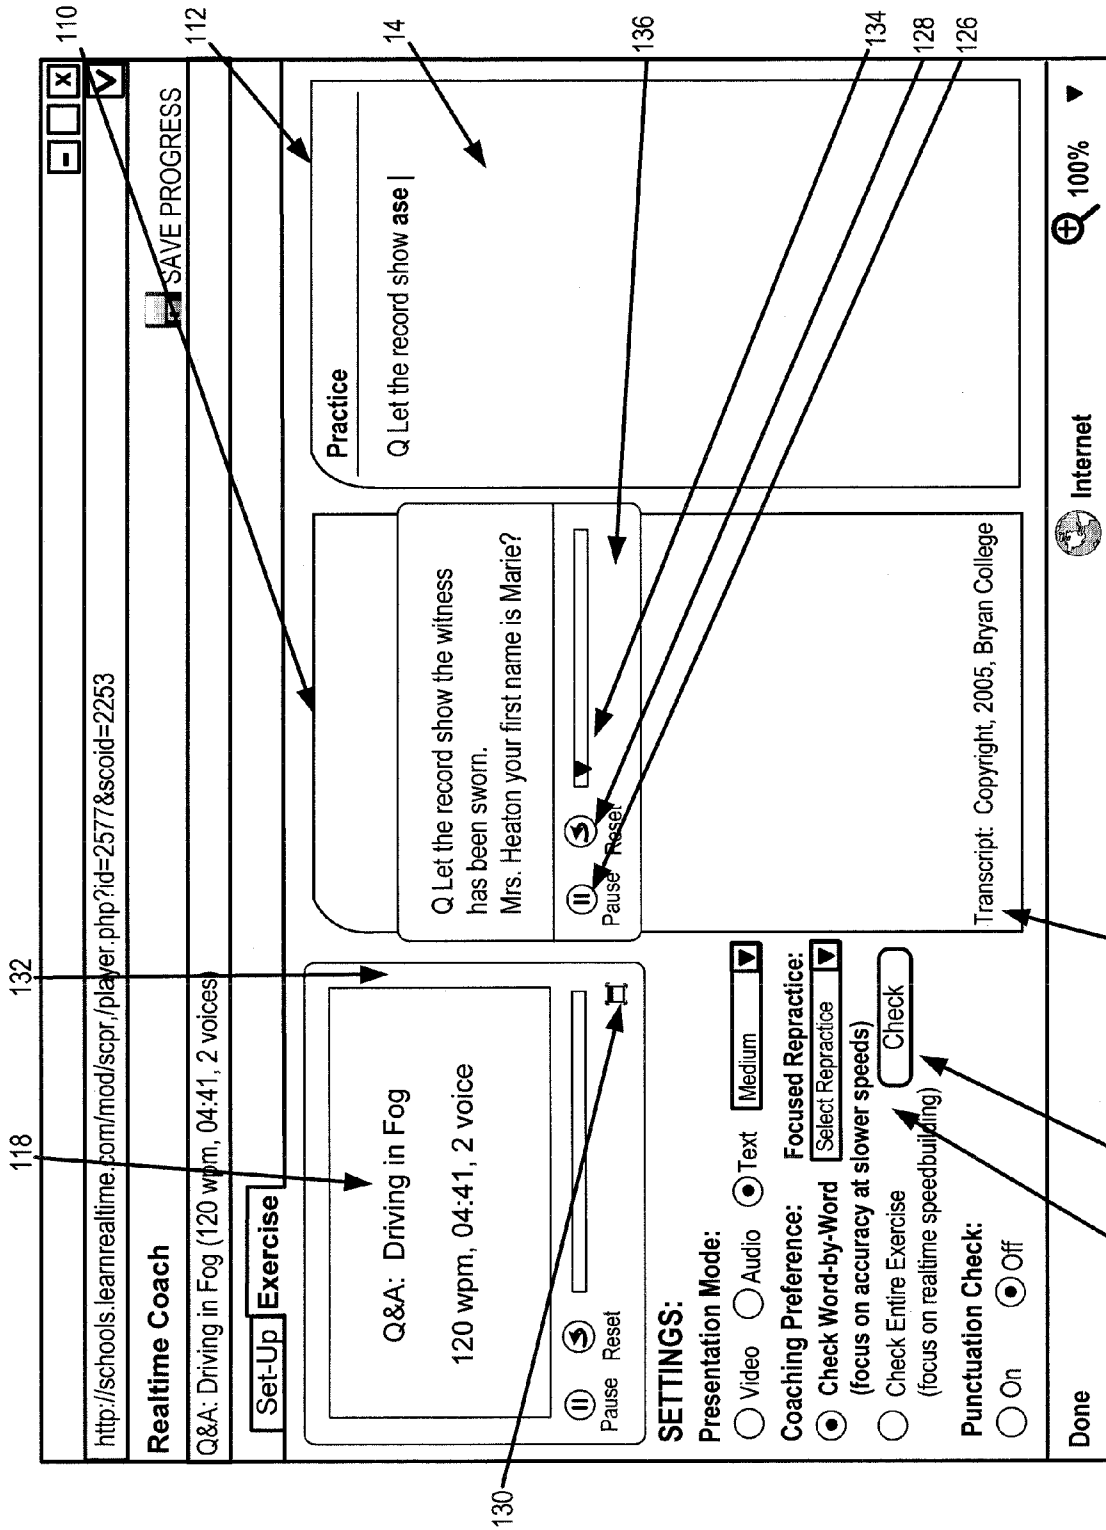 http://schools.learnrealtime.com/mod/scpr,/player.php?id=2577&scoid=2253
Realtime Coach
SAVE PROGRESS
Q&A: Driving in Fog (120 wpm, 04:41, 2 voices)
Set-Up
Exercise
Q&A: Driving in Fog
120 wpm, 04:41, 2 voice
Pause Reset
SETTINGS:
Presentation Mode:
Video Audio Text
Medium
Coaching Preference:
Focused Repractice:
Check Word-by-Word
Select Repractice
(focus on accuracy at slower speeds)
Check Entire Exercise
Check
(focus on realtime speedbuilding)
Punctuation Check:
On Off
Q Let the record show the witness
has been sworn.
Mrs. Heaton your first name is Marie?
Pause Reset
Transcript: Copyright, 2005, Bryan College
Practice
Q Let the record show ase
Done
Internet
100%
110
112
14
136
134
128
126
132
118
130